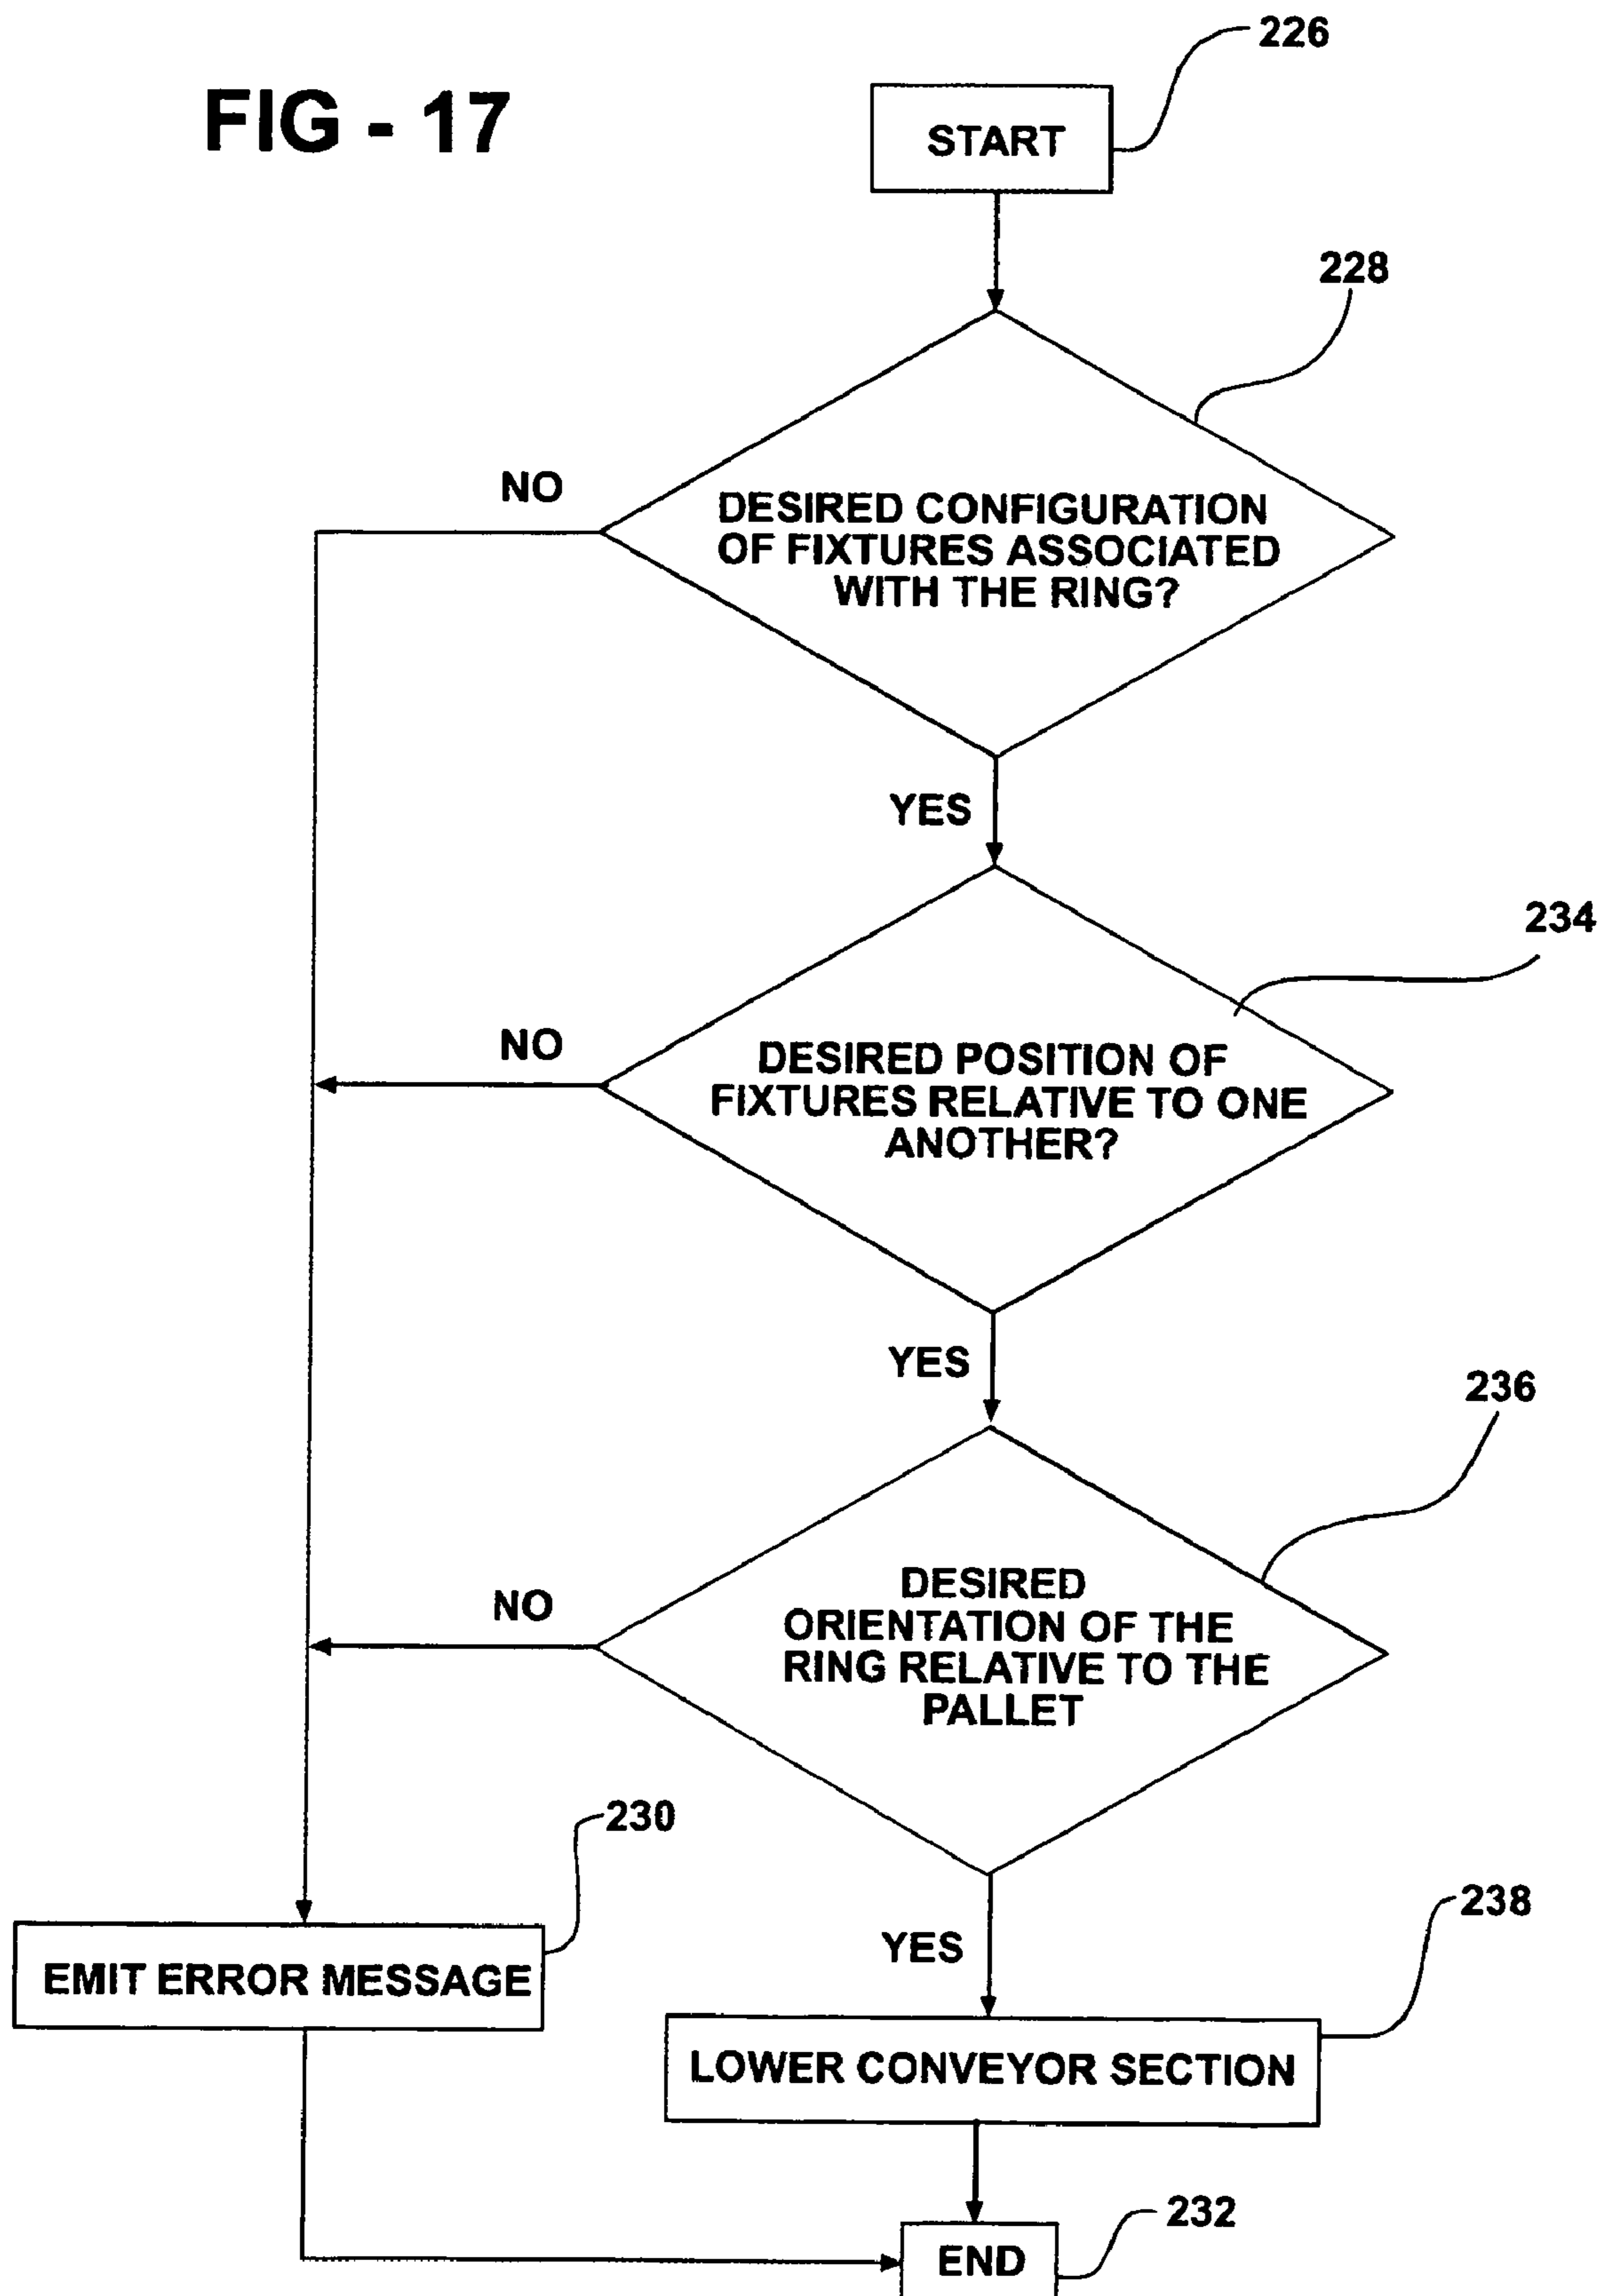 FIG - 17
226
START
228
NO
DESIRED CONFIGURATION
OF FIXTURES ASSOCIATED
WITH THE RING?
YES
234
NO
DESIRED POSITION OF
FIXTURES RELATIVE TO ONE
ANOTHER?
YES
236
NO
DESIRED
ORIENTATION OF THE
RING RELATIVE TO THE
PALLET
230
EMIT ERROR MESSAGE
YES
238
LOWER CONVEYOR SECTION
232
END